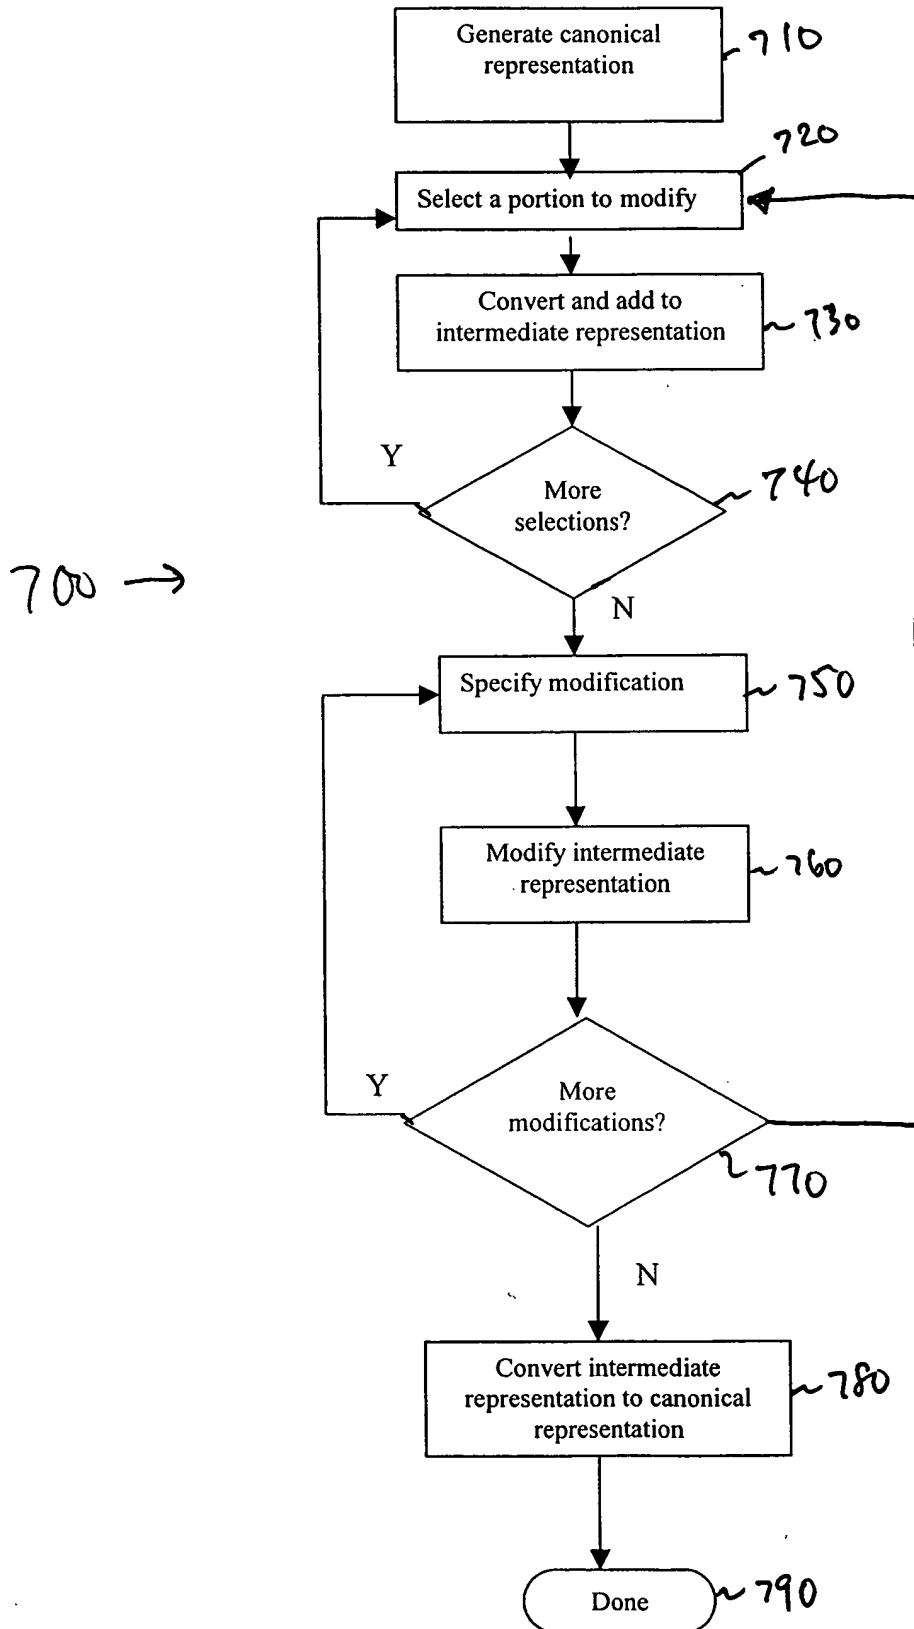 Generate canonical
representation
710
720
Select a portion to modify
Convert and add to
intermediate representation
730
Y
More
selections?
740
700
N
Specify modification
750
Modify intermediate
representation
760
Y
More
modifications?
770
N
Convert intermediate
representation to canonical
representation
780
Done
790